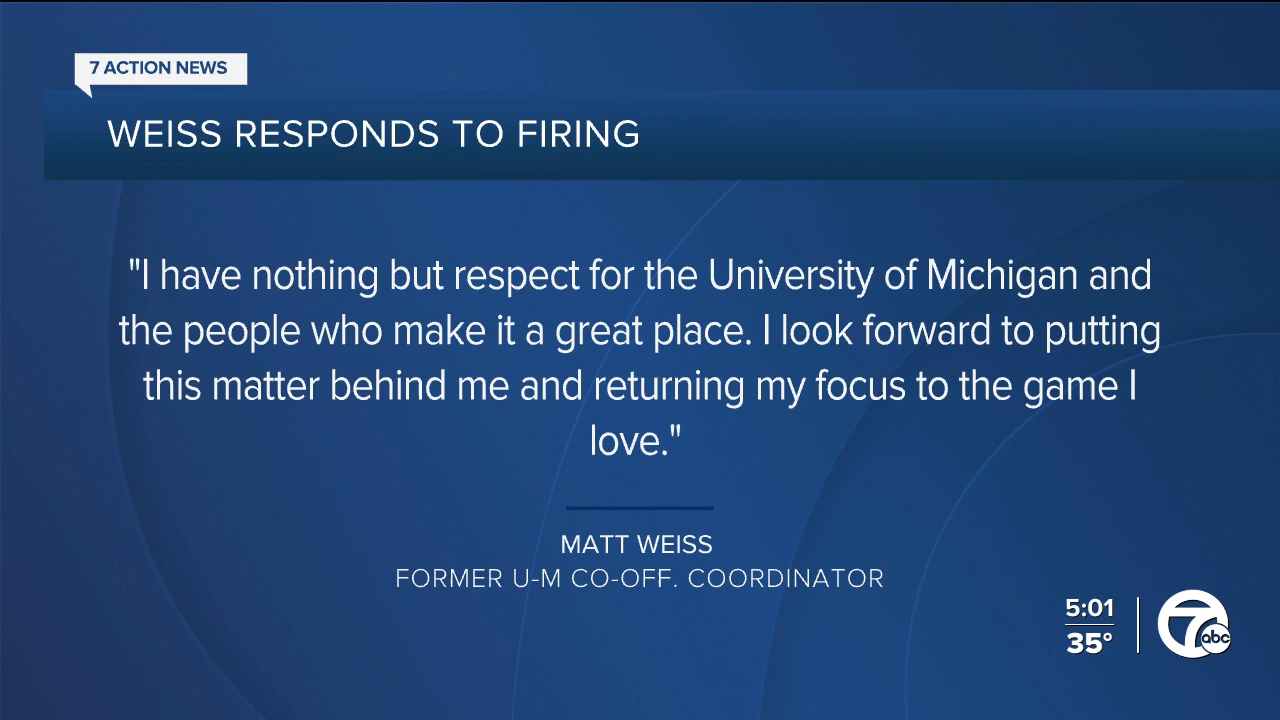 7 ACTION NEWS
WEISS RESPONDS TO FIRING
"I have nothing but respect for the University of Michigan and
the people who make it a great place. I look forward to putting
this matter behind me and returning my focus to the game I
love."
MATT WEISS
FORMER U-M CO-OFF. COORDINATOR
5:01
35°
7 abc